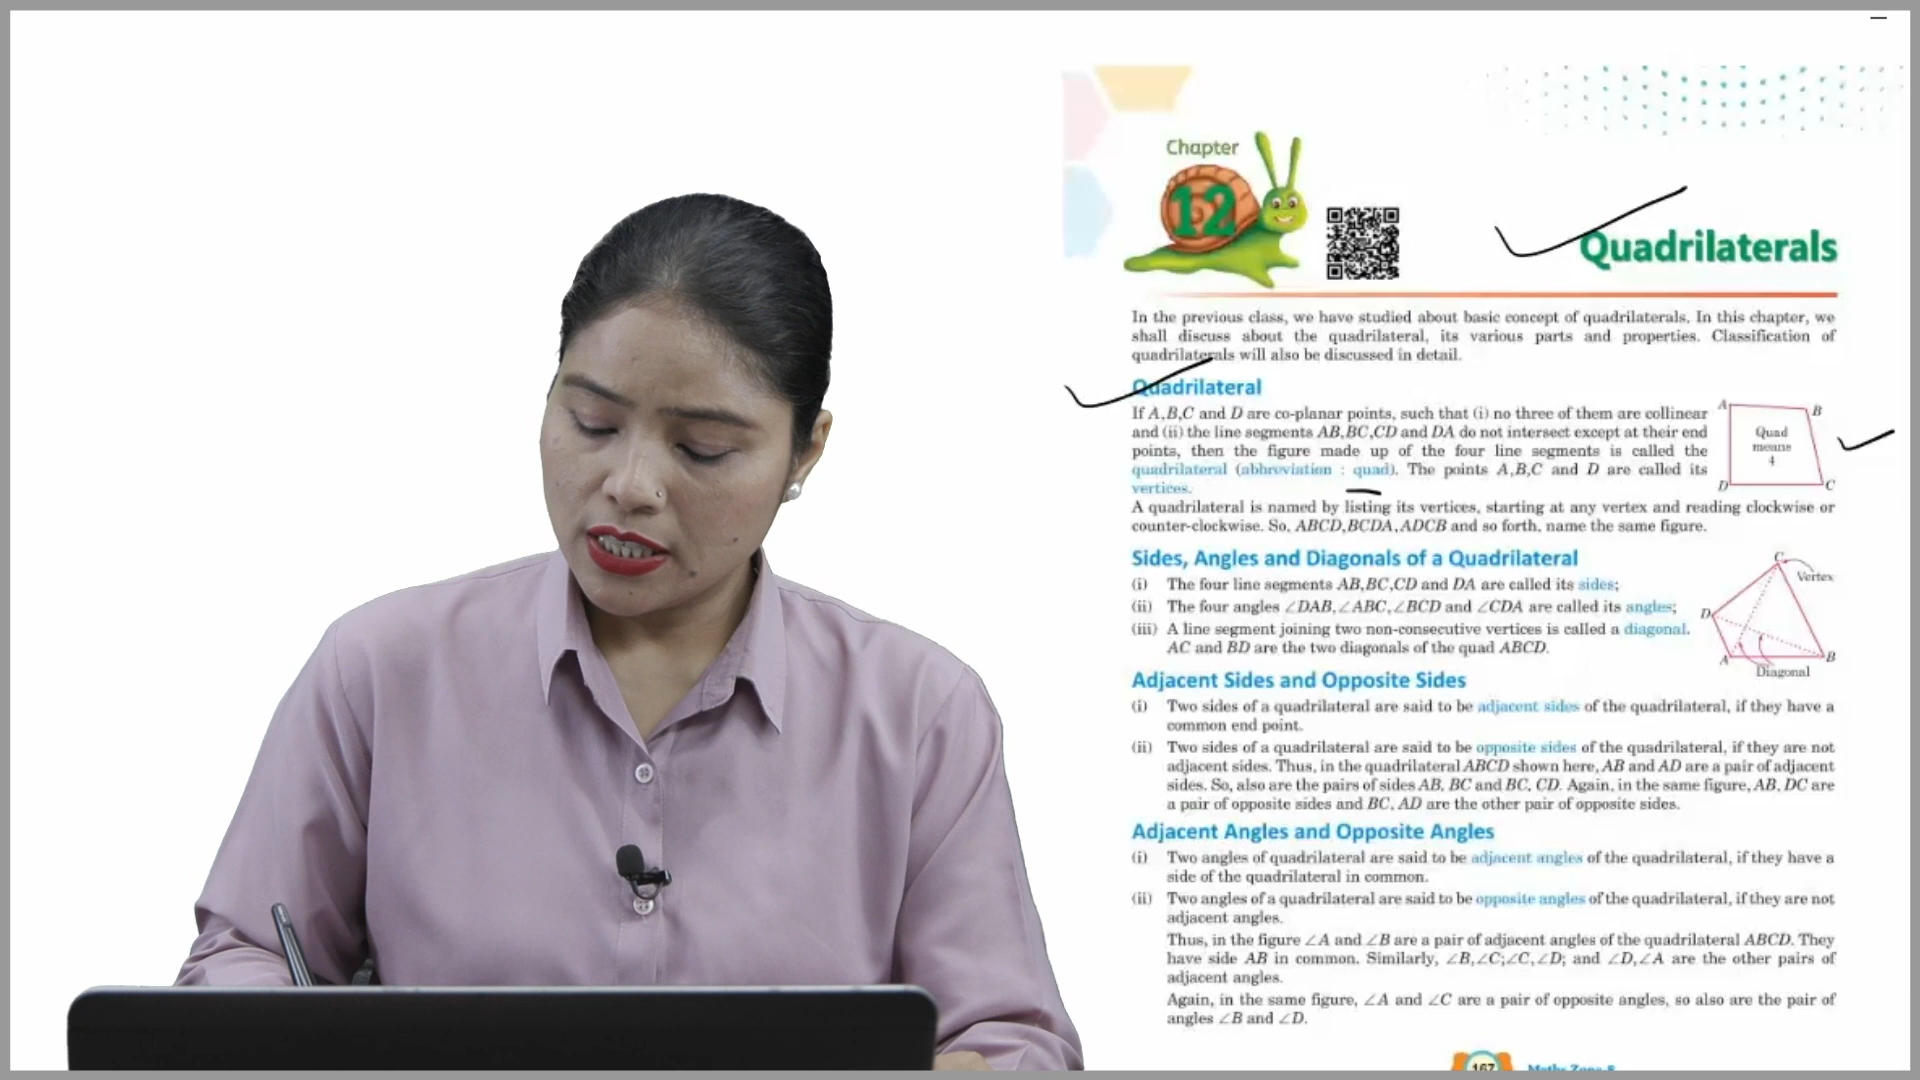 Chapter
12
Quadrilaterals
In the previous class, we have studied about basic concept of quadrilaterals. In this chapter, we
shall discuss about the quadrilateral, its various parts and properties. Classification of
quadrilaterals will also be discussed in detail.
Quadrilateral
If A,B,C and D are co-planar points, such that (i) no three of them are collinear
and (ii) the line segments AB,BC,CD and DA do not intersect except at their end
points, then the figure made up of the four line segments is called the
quadrilateral (abbreviation : quad). The points A,B,C and D are called its
vertices.
A B
Quad
means
4
D C
A quadrilateral is named by listing its vertices, starting at any vertex and reading clockwise or
counter-clockwise. So, ABCD,BCDA,ADCB and so forth, name the same figure.
Sides, Angles and Diagonals of a Quadrilateral
(i) The four line segments AB,BC,CD and DA are called its sides;
(ii) The four angles ∠DAB,∠ABC,∠BCD and ∠CDA are called its angles;
(iii) A line segment joining two non-consecutive vertices is called a diagonal.
AC and BD are the two diagonals of the quad ABCD.
C
Vertex
D
A B
Diagonal
Adjacent Sides and Opposite Sides
(i) Two sides of a quadrilateral are said to be adjacent sides of the quadrilateral, if they have a
common end point.
(ii) Two sides of a quadrilateral are said to be opposite sides of the quadrilateral, if they are not
adjacent sides. Thus, in the quadrilateral ABCD shown here, AB and AD are a pair of adjacent
sides. So, also are the pairs of sides AB, BC and BC, CD. Again, in the same figure, AB, DC are
a pair of opposite sides and BC, AD are the other pair of opposite sides.
Adjacent Angles and Opposite Angles
(i) Two angles of quadrilateral are said to be adjacent angles of the quadrilateral, if they have a
side of the quadrilateral in common.
(ii) Two angles of a quadrilateral are said to be opposite angles of the quadrilateral, if they are not
adjacent angles.
Thus, in the figure ∠A and ∠B are a pair of adjacent angles of the quadrilateral ABCD. They
have side AB in common. Similarly, ∠B,∠C;∠C,∠D; and ∠D,∠A are the other pairs of
adjacent angles.
Again, in the same figure, ∠A and ∠C are a pair of opposite angles, so also are the pair of
angles ∠B and ∠D.
167 Maths Zone-8